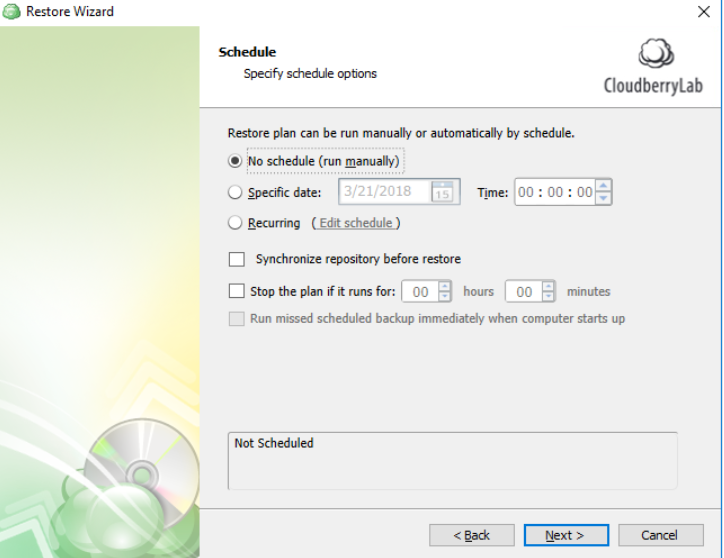 Restore Wizard
Schedule
Specify schedule options
CloudberryLab
Restore plan can be run manually or automatically by schedule.
No schedule (run manually)
Specific date: 3/21/2018 15 Time: 00 : 00 : 00
Recurring ( Edit schedule )
Synchronize repository before restore
Stop the plan if it runs for: 00 hours 00 minutes
Run missed scheduled backup immediately when computer starts up
Not Scheduled
< Back Next > Cancel